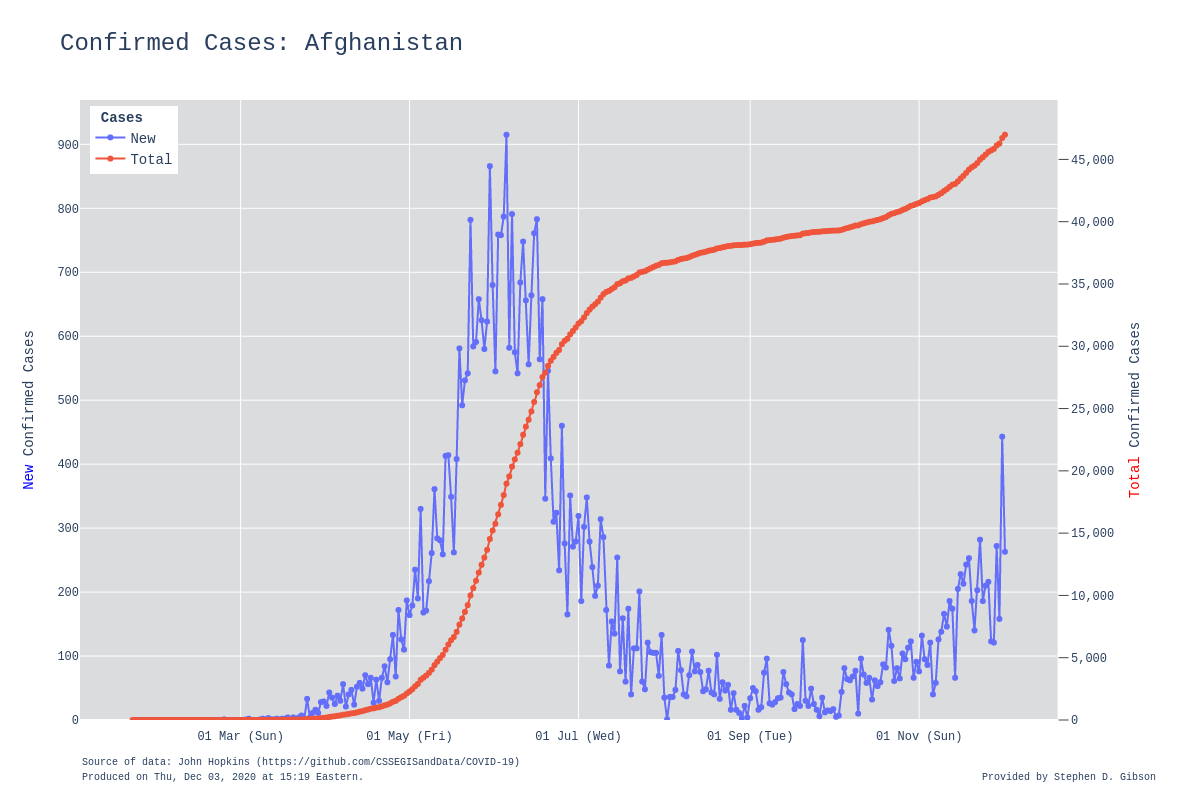 Confirmed Cases: Afghanistan
Cases
New
Total
900
800
700
600
500
400
300
200
100
0
New Confirmed Cases
45,000
40,000
35,000
30,000
25,000
20,000
15,000
10,000
5,000
0
Total Confirmed Cases
01 Mar (Sun) 01 May (Fri) 01 Jul (Wed) 01 Sep (Tue) 01 Nov (Sun)
Source of data: John Hopkins (https://github.com/CSSEGISandData/COVID-19)
Produced on Thu, Dec 03, 2020 at 15:19 Eastern.
Provided by Stephen D. Gibson